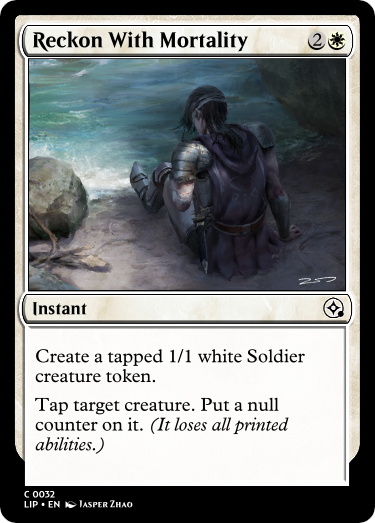 Reckon With Mortality 2
Instant
Create a tapped 1/1 white Soldier
creature token.
Tap target creature. Put a null
counter on it. (It loses all printed
abilities.)
C 0032
LIP • EN JASPER ZHAO